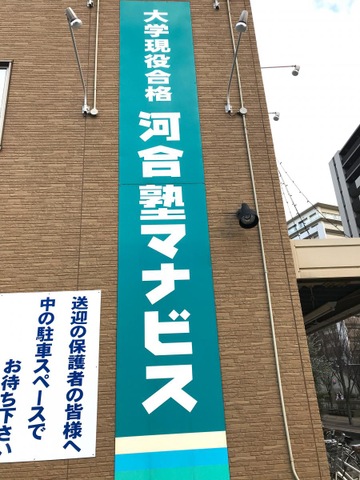 大学現役合格
河合塾マナビス
送迎の保護者の皆様へ
中の駐車スペースで
お待ち下さい